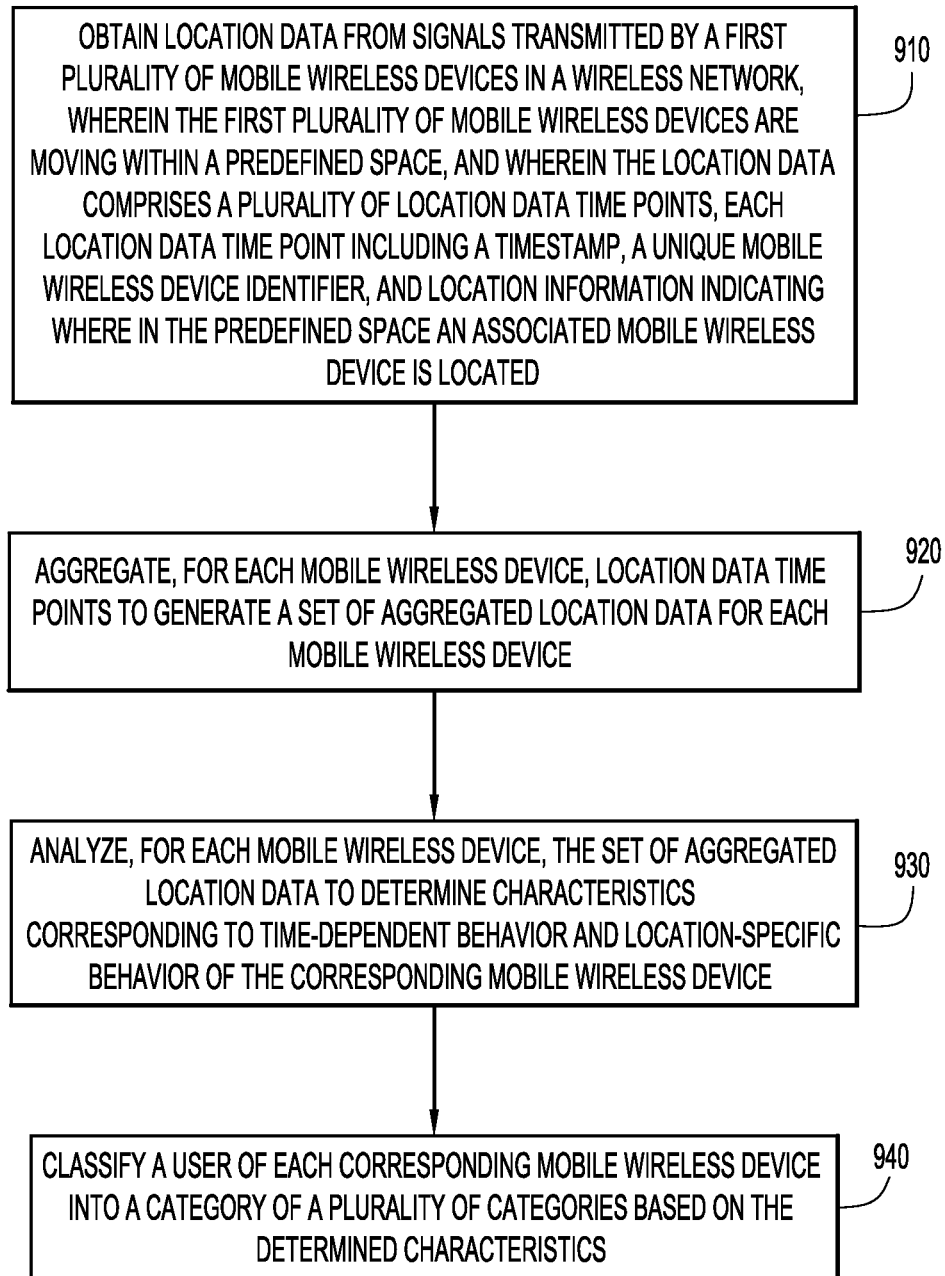 OBTAIN LOCATION DATA FROM SIGNALS TRANSMITTED BY A FIRST
PLURALITY OF MOBILE WIRELESS DEVICES IN A WIRELESS NETWORK,
WHEREIN THE FIRST PLURALITY OF MOBILE WIRELESS DEVICES ARE
MOVING WITHIN A PREDEFINED SPACE, AND WHEREIN THE LOCATION DATA
COMPRISES A PLURALITY OF LOCATION DATA TIME POINTS, EACH
LOCATION DATA TIME POINT INCLUDING A TIMESTAMP, A UNIQUE MOBILE
WIRELESS DEVICE IDENTIFIER, AND LOCATION INFORMATION INDICATING
WHERE IN THE PREDEFINED SPACE AN ASSOCIATED MOBILE WIRELESS
DEVICE IS LOCATED
910
AGGREGATE, FOR EACH MOBILE WIRELESS DEVICE, LOCATION DATA TIME
POINTS TO GENERATE A SET OF AGGREGATED LOCATION DATA FOR EACH
MOBILE WIRELESS DEVICE
920
ANALYZE, FOR EACH MOBILE WIRELESS DEVICE, THE SET OF AGGREGATED
LOCATION DATA TO DETERMINE CHARACTERISTICS
CORRESPONDING TO TIME-DEPENDENT BEHAVIOR AND LOCATION-SPECIFIC
BEHAVIOR OF THE CORRESPONDING MOBILE WIRELESS DEVICE
930
CLASSIFY A USER OF EACH CORRESPONDING MOBILE WIRELESS DEVICE
INTO A CATEGORY OF A PLURALITY OF CATEGORIES BASED ON THE
DETERMINED CHARACTERISTICS
940